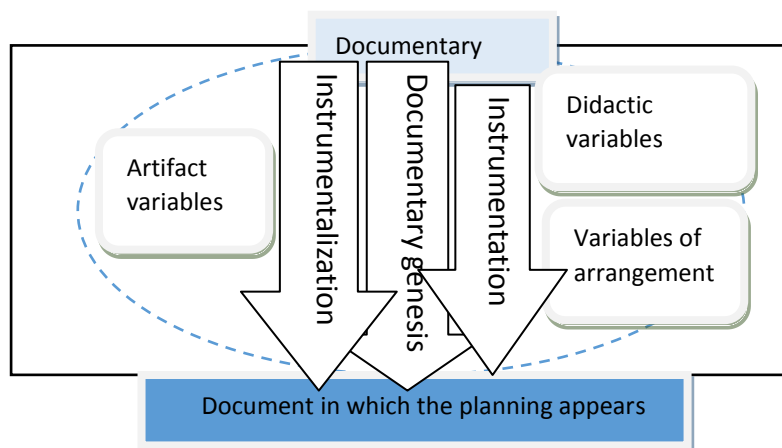 Documentary
Instrumentalization
Documentary genesis
Instrumentation
Artifact
variables
Didactic
variables
Variables of
arrangement
Document in which the planning appears